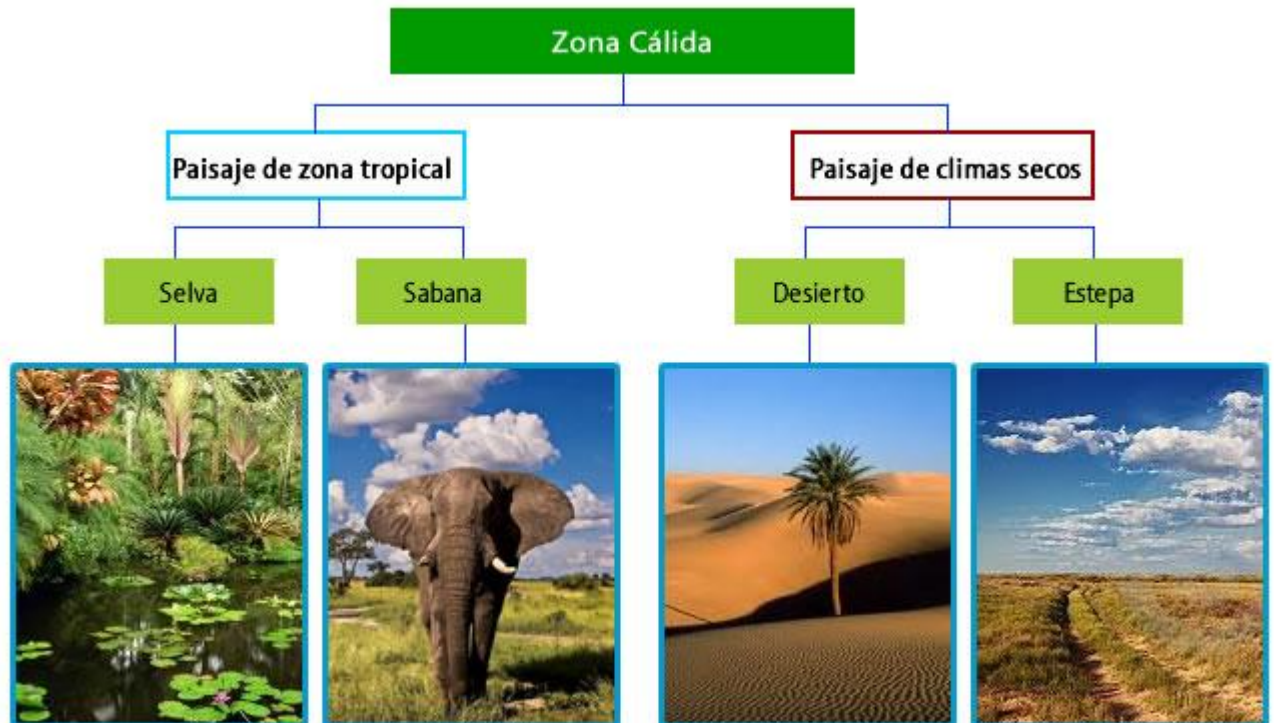 Zona Cálida
Paisaje de zona tropical
Paisaje de climas secos
Selva
Sabana
Desierto
Estepa